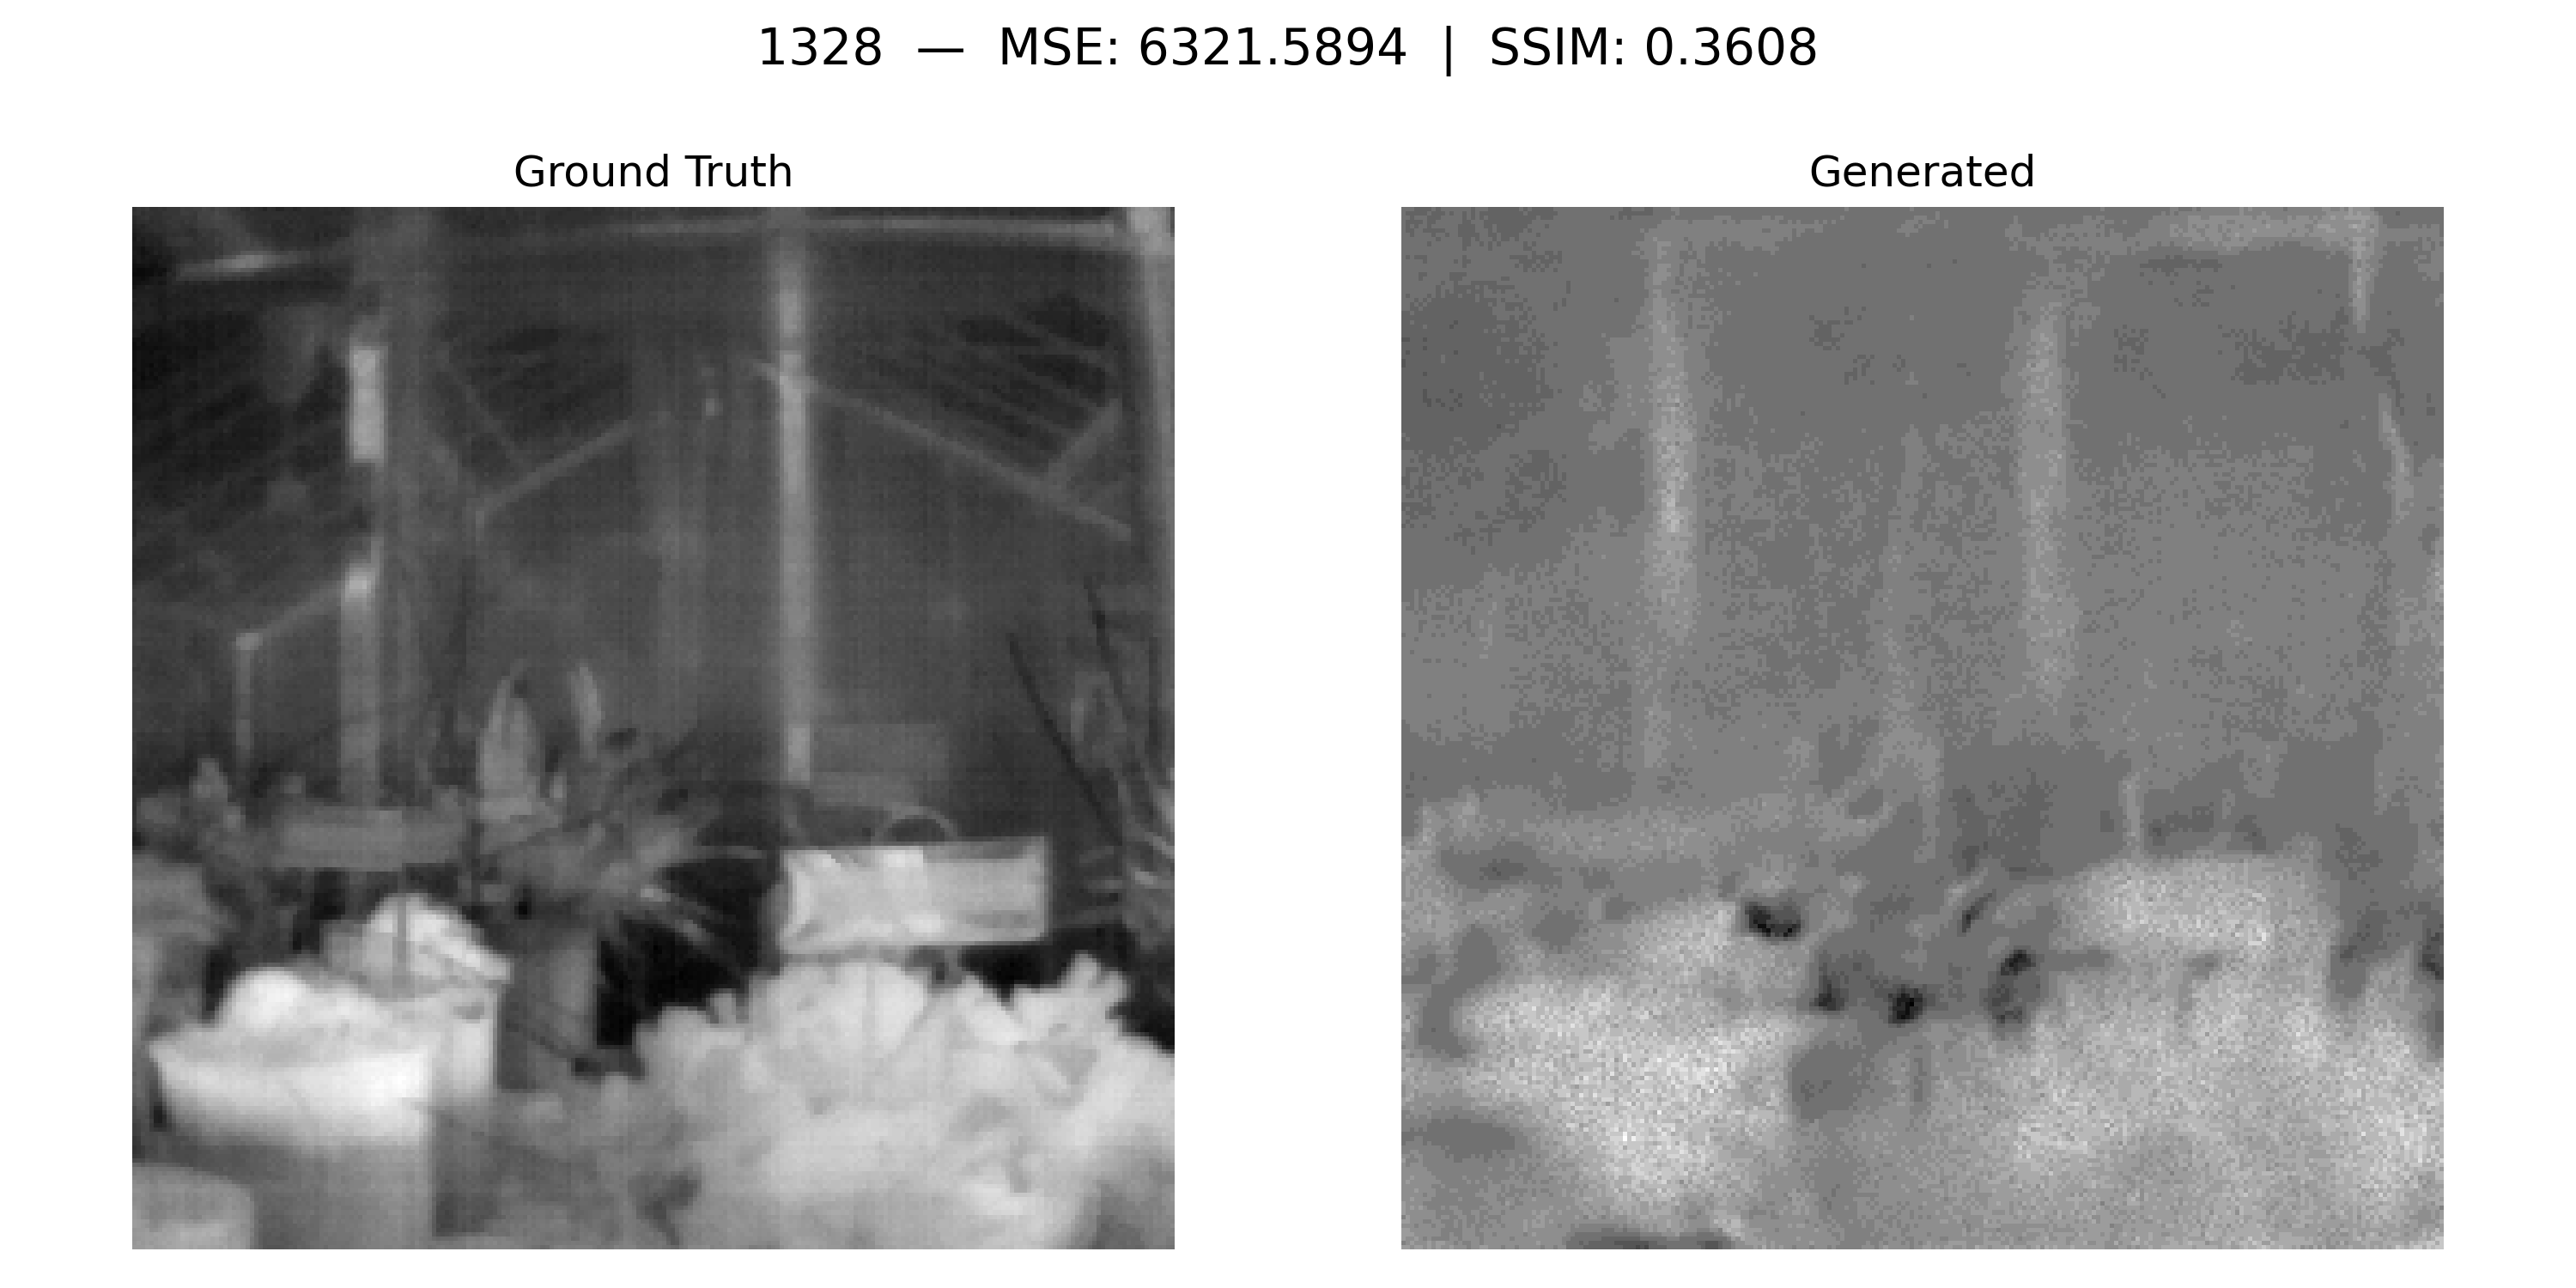 1328 — MSE: 6321.5894 | SSIM: 0.3608
Ground Truth
Generated